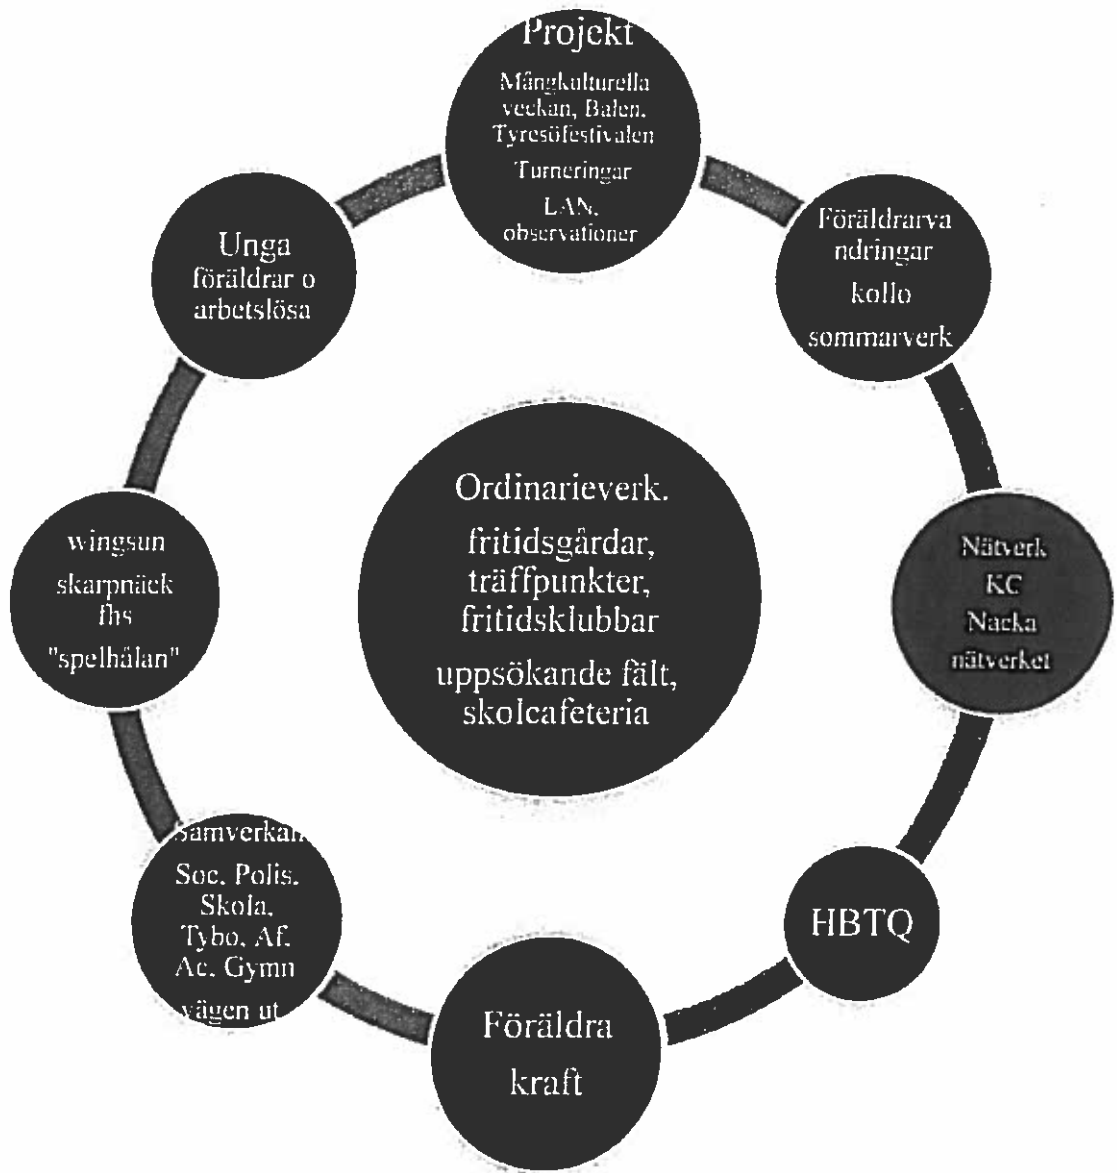 Projekt
Mångkulturella
veckan, Balen,
Tyresöfestivalen
Turneringar
LAN,
observationer
Föräldrarva
ndringar
kollo
sommarverk
Nätverk
KC
Nacka
nätverket
HBTQ
Föräldra
kraft
Samverkan
Soc. Polis.
Skola,
Tybo, Af,
Ac. Gymn
vägen ut
wingsun
skarpnäck
fhs
"spelhålan"
Unga
föräldrar o
arbetslösa
Ordinarieverk.
fritidsgårdar,
träffpunkter,
fritidsklubbar
uppsökande fält,
skolcafeteria